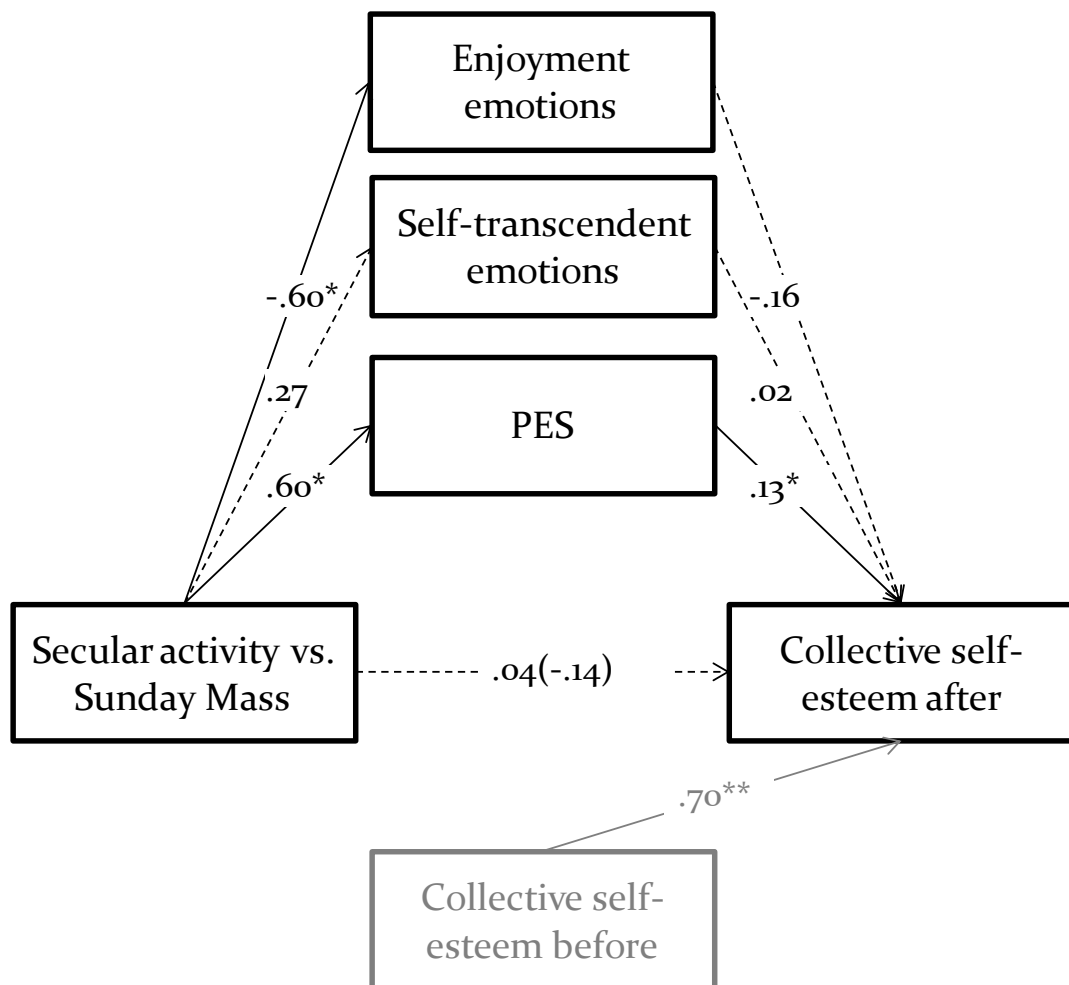 Enjoyment
emotions
Self-transcendent
emotions
-.60*
-.16
.27
.02
PES
.60*
.13*
Secular activity vs.
Sunday Mass
.04(-.14)
Collective self-
esteem after
.70**
Collective self-
esteem before